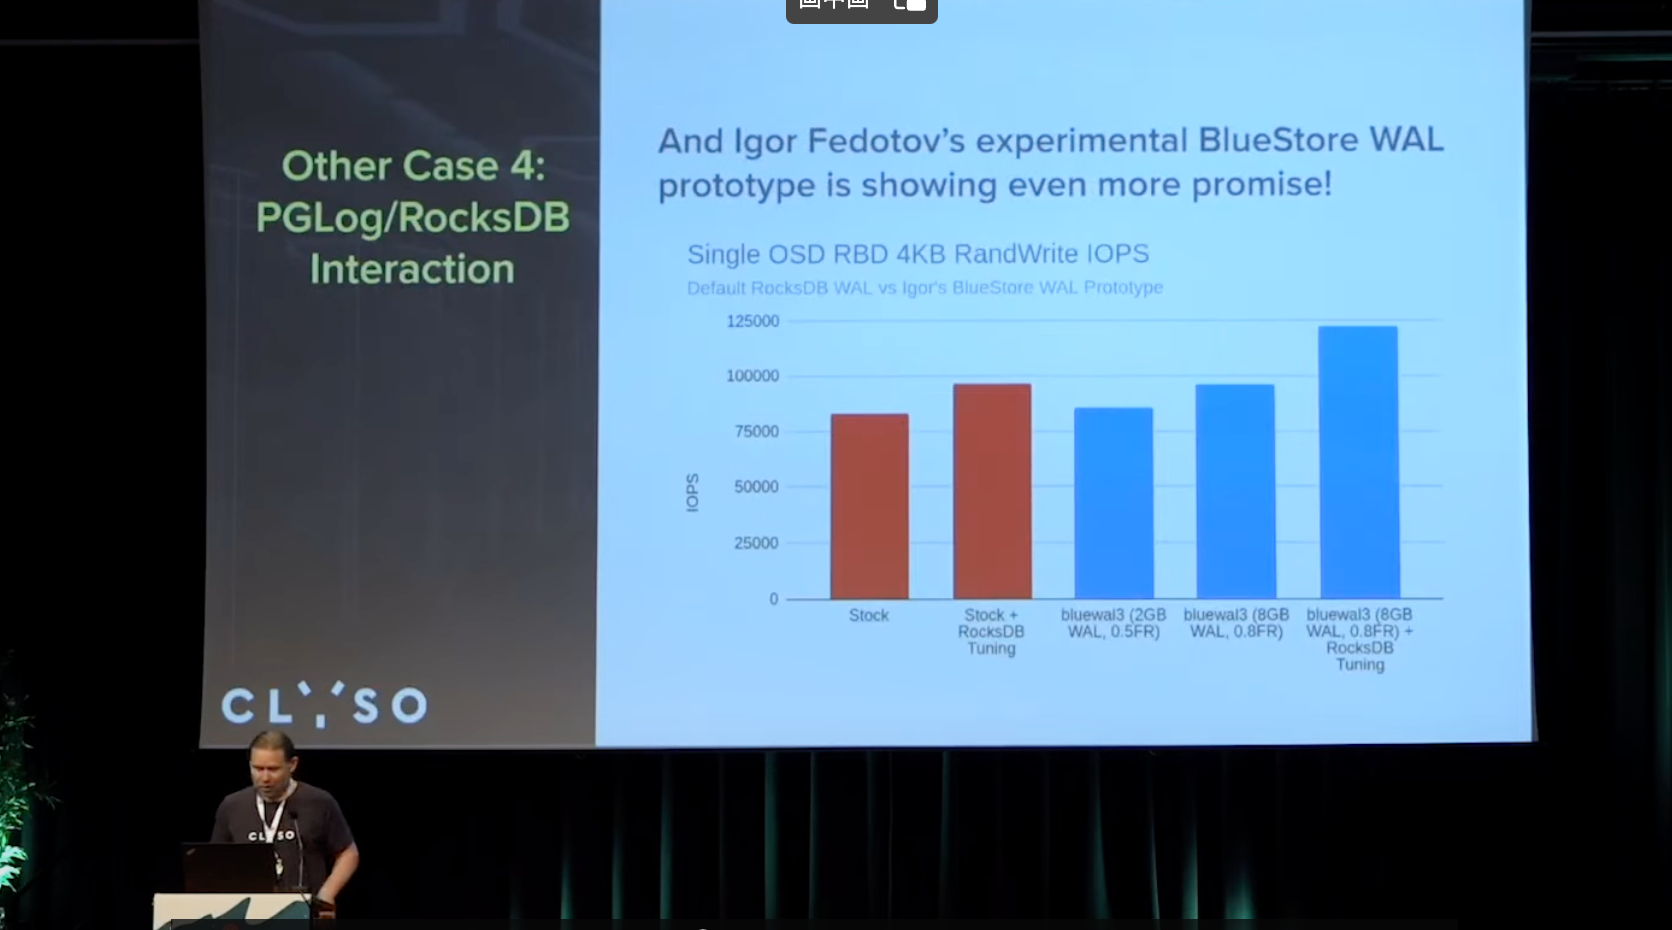 Other Case 4:
PGLog/RocksDB
Interaction
And Igor Fedotov's experimental BlueStore WAL
prototype is showing even more promise!
Single OSD RBD 4KB RandWrite IOPS
Default RocksDB WAL vs Igor's BlueStore WAL Prototype
125000
100000
75000
50000
25000
0
IOPS
Stock
Stock +
RocksDB
Tuning
bluewal3 (2GB
WAL, 0.5FR)
bluewal3 (8GB
WAL, 0.8FR)
bluewal3 (8GB
WAL, 0.8FR) +
RocksDB
Tuning
CLYSO
CLYSO